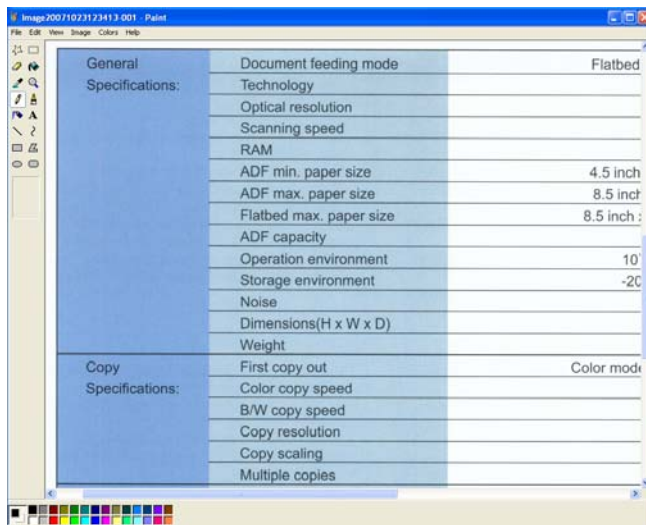 Image20071023123413-001 - Paint
File Edit View Image Colors Help
General Document feeding mode Flatbed
Specifications: Technology
Optical resolution
Scanning speed
RAM
ADF min. paper size 4.5 inch
ADF max. paper size 8.5 inch
Flatbed max. paper size 8.5 inch
ADF capacity
Operation environment 10
Storage environment -20
Noise
Dimensions(H x W x D)
Weight
Copy First copy out Color mode
Specifications: Color copy speed
B/W copy speed
Copy resolution
Copy scaling
Multiple copies